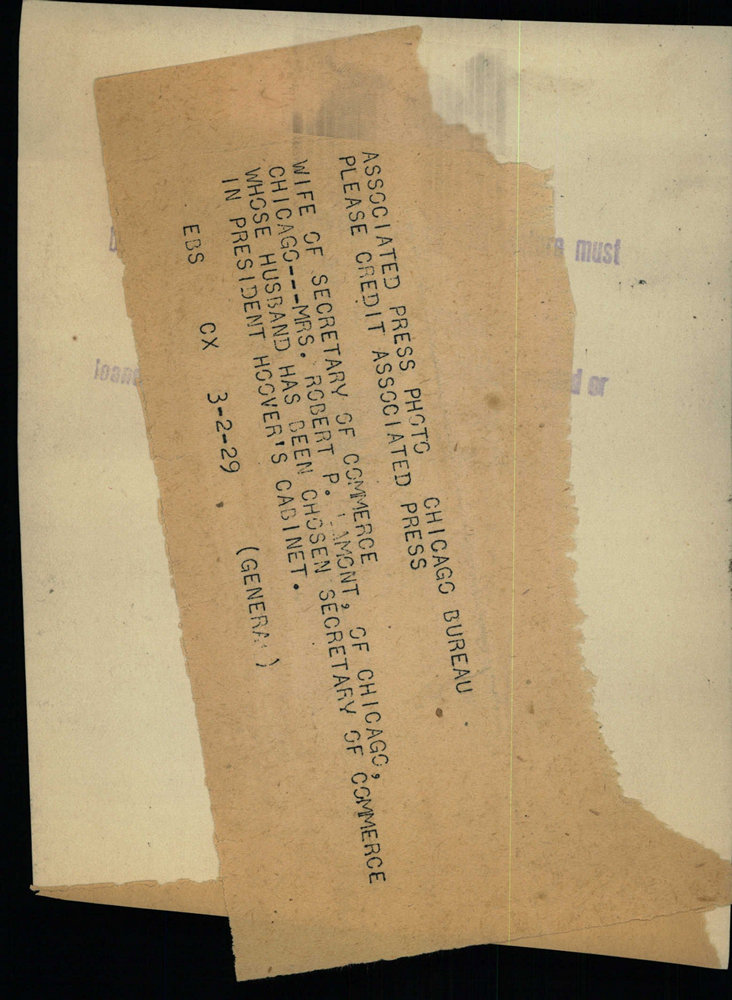 ASSOCIATED PRESS PHOTO CHICAGO BUREAU
PLEASE CREDIT ASSOCIATED PRESS
WIFE OF SECRETARY OF COMMERCE
CHICAGO---MRS. ROBERT P. LAMONT, OF CHICAGO,
WHOSE HUSBAND HAS BEEN CHOSEN SECRETARY OF COMMERCE
IN PRESIDENT HOOVER'S CABINET.
EBS CX 3-2-29 (GENERAL)
must
or